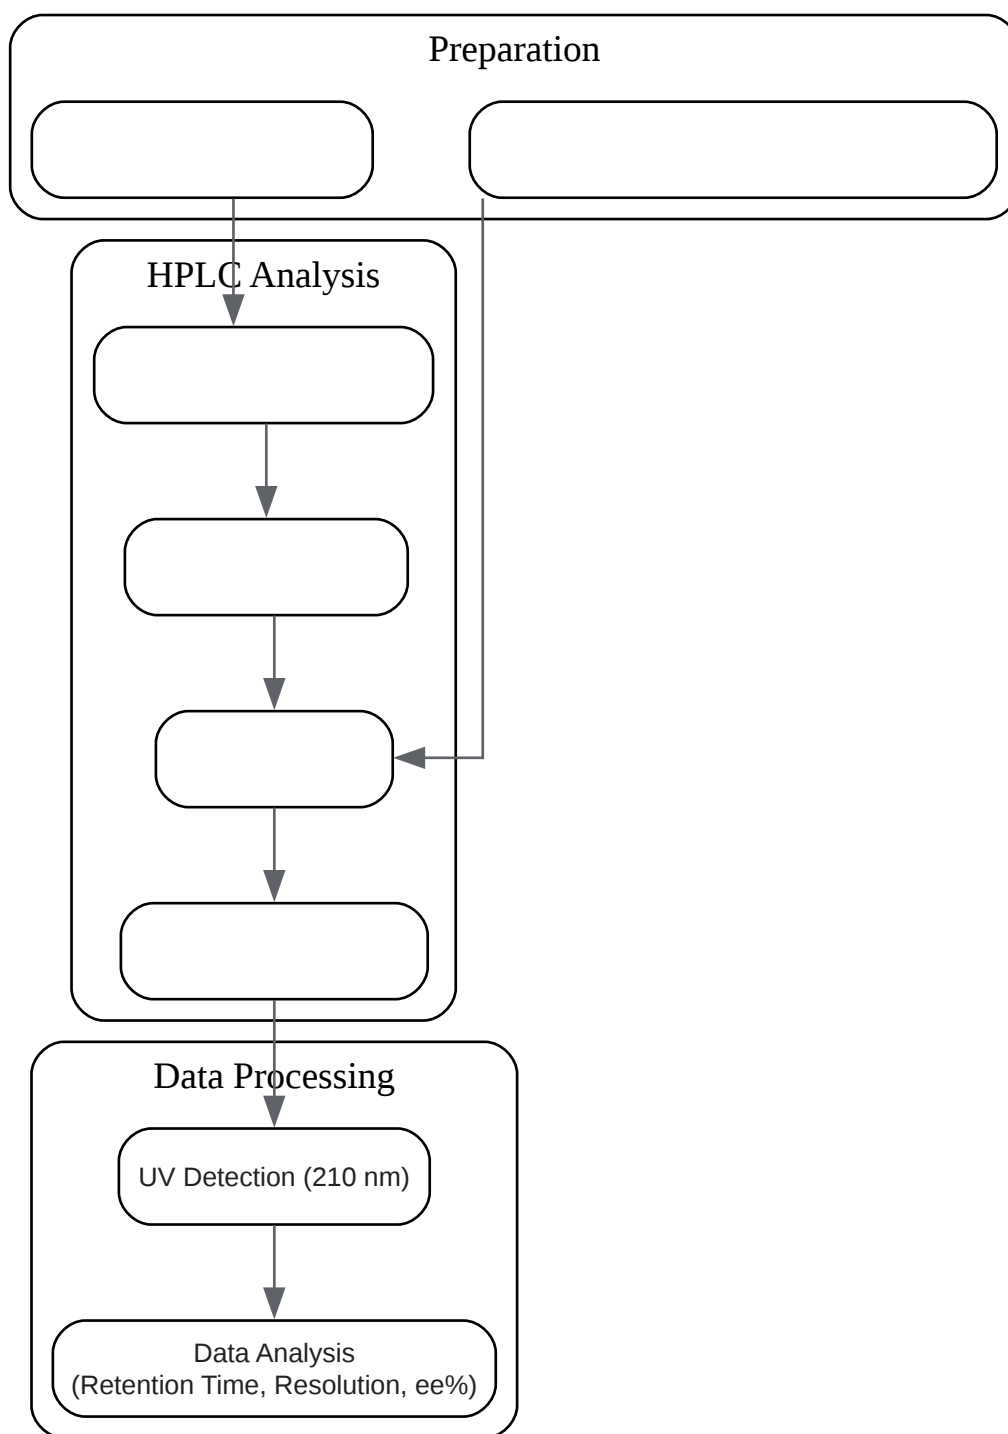 Preparation
HPLC Analysis
Data Processing
UV Detection (210 nm)
Data Analysis
(Retention Time, Resolution, ee%)